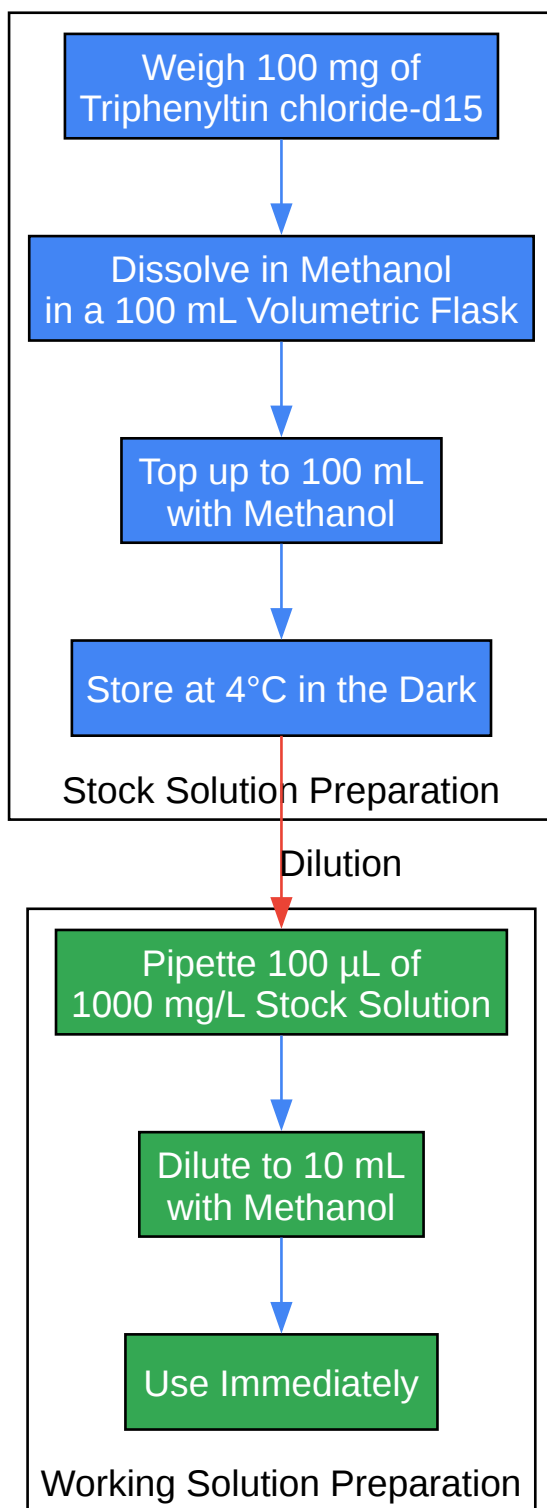 Weigh 100 mg of
Triphenyltin chloride-d15
Dissolve in Methanol
in a 100 mL Volumetric Flask
Top up to 100 mL
with Methanol
Store at 4°C in the Dark
Stock Solution Preparation
Dilution
Pipette 100 µL of
1000 mg/L Stock Solution
Dilute to 10 mL
with Methanol
Use Immediately
Working Solution Preparation